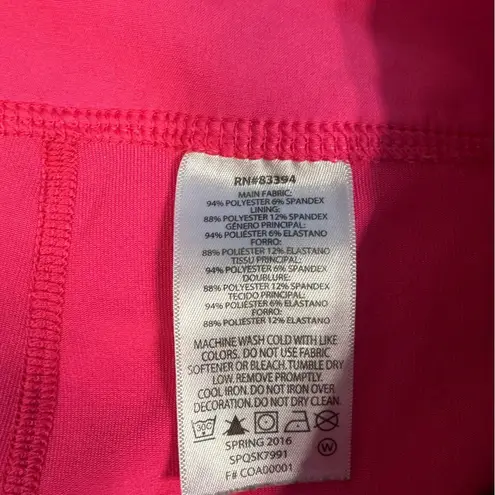 RN#83394
MAIN FABRIC:
94% POLYESTER 6% SPANDEX
LINING:
88% POLYESTER 12% SPANDEX
GÉNERO PRINCIPAL:
94% POLIÉSTER 6% ELASTANO
FORRO:
88% POLIÉSTER 12% ELASTANO
TISSU PRINCIPAL:
94% POLYESTER 6% SPANDEX
DOUBLURE:
88% POLYESTER 12% SPANDEX
TECIDO PRINCIPAL:
94% POLIESTER 6% ELASTANO
FORRO:
88% POLIESTER 12% ELASTANO
MACHINE WASH COLD WITH LIKE
COLORS. DO NOT USE FABRIC
SOFTENER OR BLEACH. TUMBLE DRY
LOW. REMOVE PROMPTLY.
COOL IRON. DO NOT IRON OVER
DECORATION. DO NOT DRY CLEAN.
30C W
SPRING 2016
SPQSK7991
F# COA00001